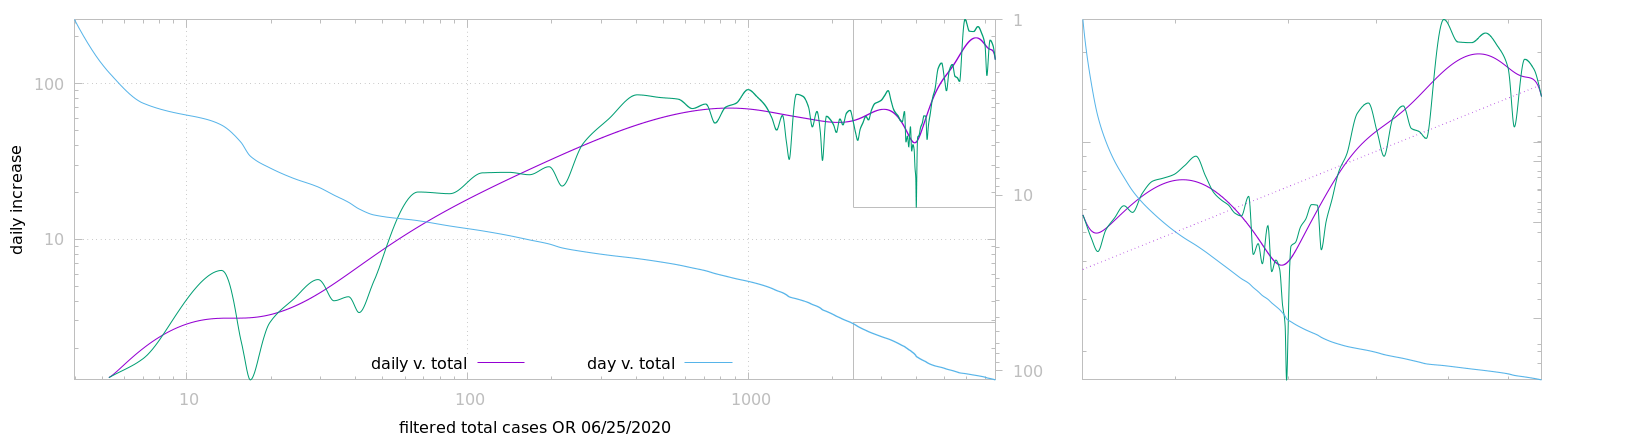 1
100
daily increase
10
10
daily v. total
day v. total
100
10
100
1000
filtered total cases OR 06/25/2020